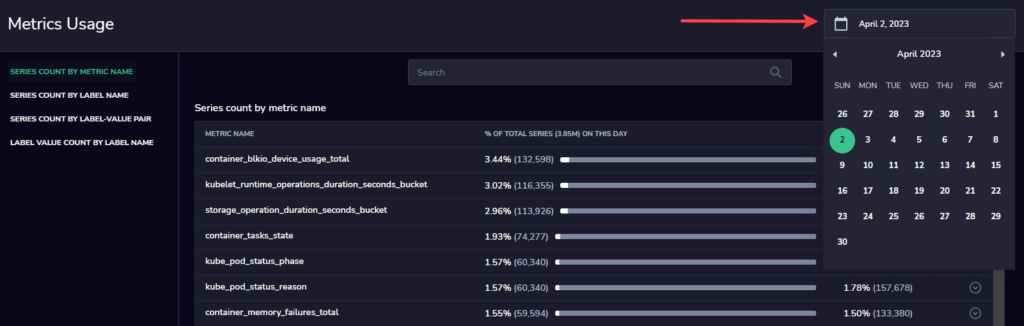 Metrics Usage
April 2, 2023
April 2023
SUN MON TUE WED THU FRI SAT
26 27 28 29 30 31 1
2 3 4 5 6 7 8
9 10 11 12 13 14 15
16 17 18 19 20 21 22
23 24 25 26 27 28 29
30
SERIES COUNT BY METRIC NAME
SERIES COUNT BY LABEL NAME
SERIES COUNT BY LABEL-VALUE PAIR
LABEL VALUE COUNT BY LABEL NAME
Search
Series count by metric name
METRIC NAME % OF TOTAL SERIES (3.85M) ON THIS DAY
container_blkio_device_usage_total 3.44% (132,598)
kubelet_runtime_operations_duration_seconds_bucket 3.02% (116,355)
storage_operation_duration_seconds_bucket 2.96% (113,926)
container_tasks_state 1.93% (74,277)
kube_pod_status_phase 1.57% (60,340)
kube_pod_status_reason 1.57% (60,340) 1.78% (157,678)
container_memory_failures_total 1.55% (59,594) 1.50% (133,380)